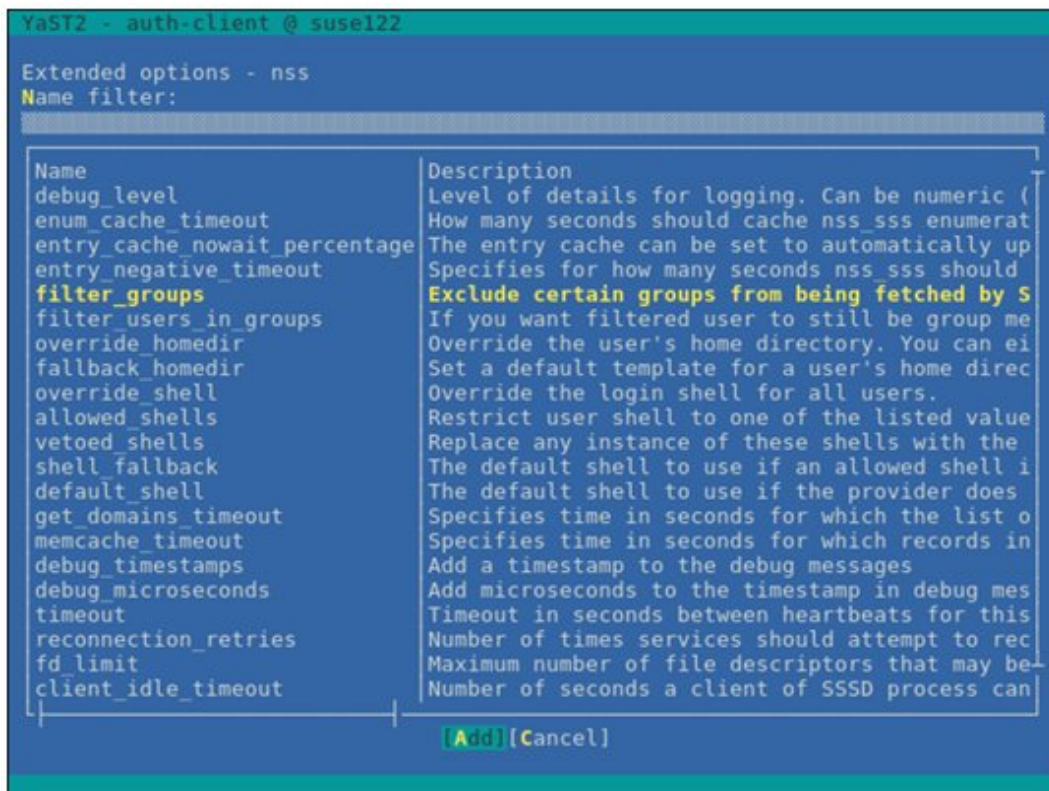 YaST2 - auth-client @ suse122
Extended options - nss
Name filter:
Name Description
debug_level Level of details for logging. Can be numeric (
enum_cache_timeout How many seconds should cache nss_sss enumerat
entry_cache_nowait_percentage The entry cache can be set to automatically up
entry_negative_timeout Specifies for how many seconds nss_sss should
filter_groups Exclude certain groups from being fetched by S
filter_users_in_groups If you want filtered user to still be group me
override_homedir Override the user's home directory. You can ei
fallback_homedir Set a default template for a user's home direc
override_shell Override the login shell for all users.
allowed_shells Restrict user shell to one of the listed value
vetoed_shells Replace any instance of these shells with the
shell_fallback The default shell to use if an allowed shell i
default_shell The default shell to use if the provider does
get_domains_timeout Specifies time in seconds for which the list o
memcache_timeout Specifies time in seconds for which records in
debug_timestamps Add a timestamp to the debug messages
debug_microseconds Add microseconds to the timestamp in debug mes
timeout Timeout in seconds between heartbeats for this
reconnection_retries Number of times services should attempt to rec
fd_limit Maximum number of file descriptors that may be
client_idle_timeout Number of seconds a client of SSSD process can
[Add][Cancel]